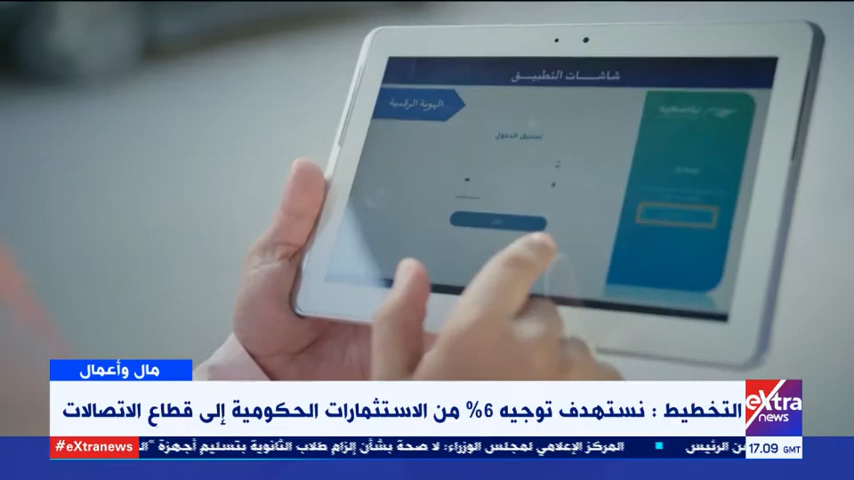 شاشات التطبيق
الهوية الرقمية
تسجيل الدخول
مال وأعمال
التخطيط : نستهدف توجيه 6% من الاستثمارات الحكومية إلى قطاع الاتصالات
eXtra news
#eXtranews
ن الرئيس ■ المركز الإعلامي لمجلس الوزراء: لا صحة بشأن إلزام طلاب الثانوية بتسليم أجهزة "ال
17.09 GMT